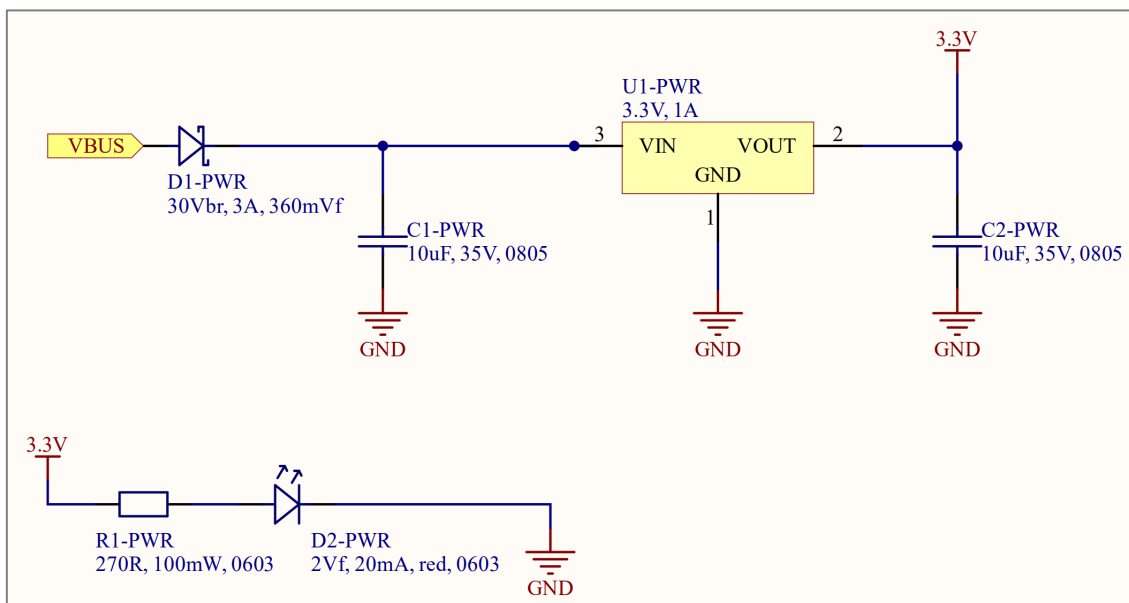 3.3V
U1-PWR
3.3V, 1A
VBUS
3
VIN
VOUT
2
GND
D1-PWR
30Vbr, 3A, 360mVf
1
C1-PWR
10uF, 35V, 0805
C2-PWR
10uF, 35V, 0805
GND
GND
GND
3.3V
R1-PWR
270R, 100mW, 0603
D2-PWR
2Vf, 20mA, red, 0603
GND